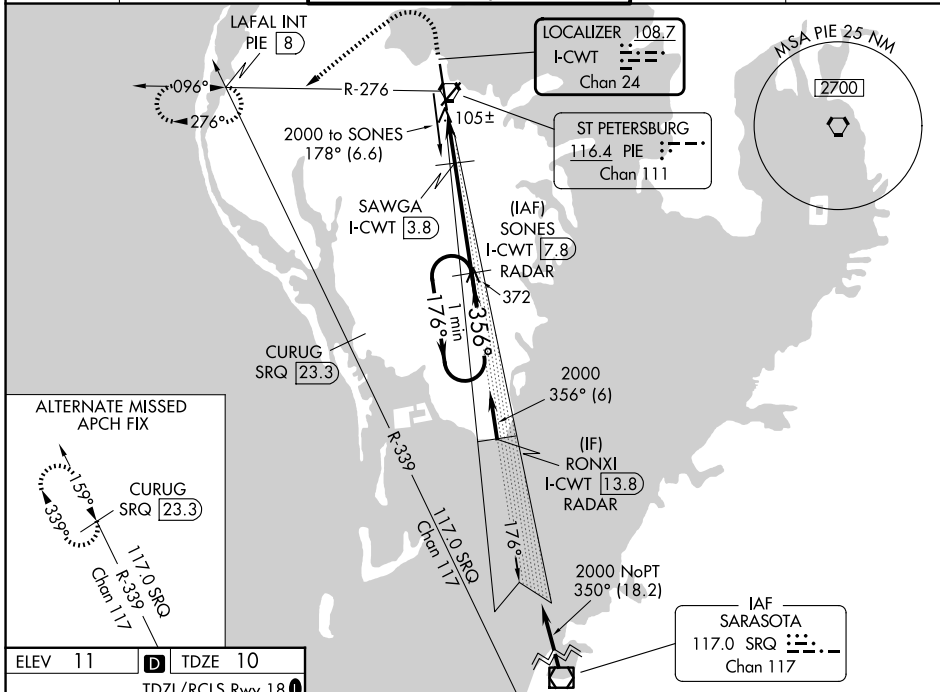 LAFAL INT
PIE 8
LOCALIZER 108.7
I-CWT
Chan 24
MSA PIE 25 NM
2700
096°
276°
R-276
105±
2000 to SONES
178° (6.6)
ST PETERSBURG
116.4 PIE
Chan 111
SAWGA
I-CWT 3.8
(IAF)
SONES
I-CWT 7.8
RADAR
372
176°
1 min
356°
CURUG
SRQ 23.3
2000
356° (6)
(IF)
RONXI
I-CWT 13.8
RADAR
R-339
117.0 SRQ
Chan 117
176°
2000 NoPT
350° (18.2)
IAF
SARASOTA
117.0 SRQ
Chan 117
ALTERNATE MISSED
APCH FIX
CURUG
SRQ 23.3
159°
339°
117.0 SRQ
R-339
Chan 117
ELEV 11 D TDZE 10
TDZL/RCLS Rwy 18